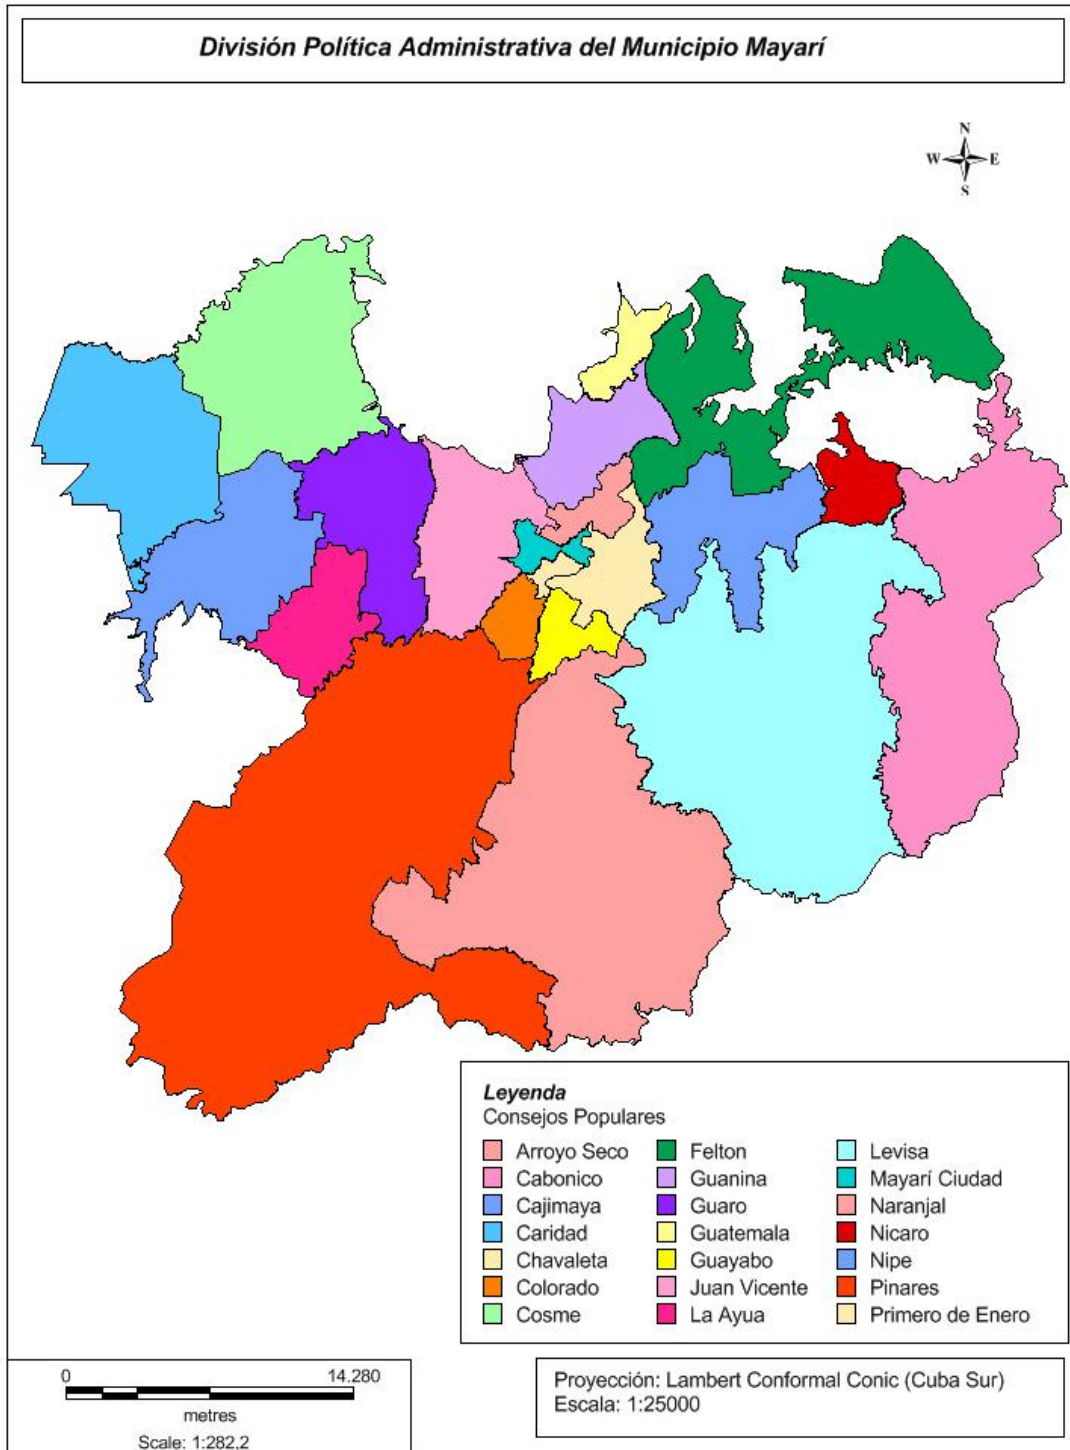 División Política Administrativa del Municipio Mayarí
N
W E
S
Leyenda
Consejos Populares
Arroyo Seco Felton Levisa
Cabonico Guanina Mayarí Ciudad
Cajimaya Guaro Naranjal
Caridad Guatemala Nicaro
Chavaleta Guayabo Nipe
Colorado Juan Vicente Pinares
Cosme La Ayua Primero de Enero
0 14.280
metres
Scale: 1:282,2
Proyección: Lambert Conformal Conic (Cuba Sur)
Escala: 1:25000